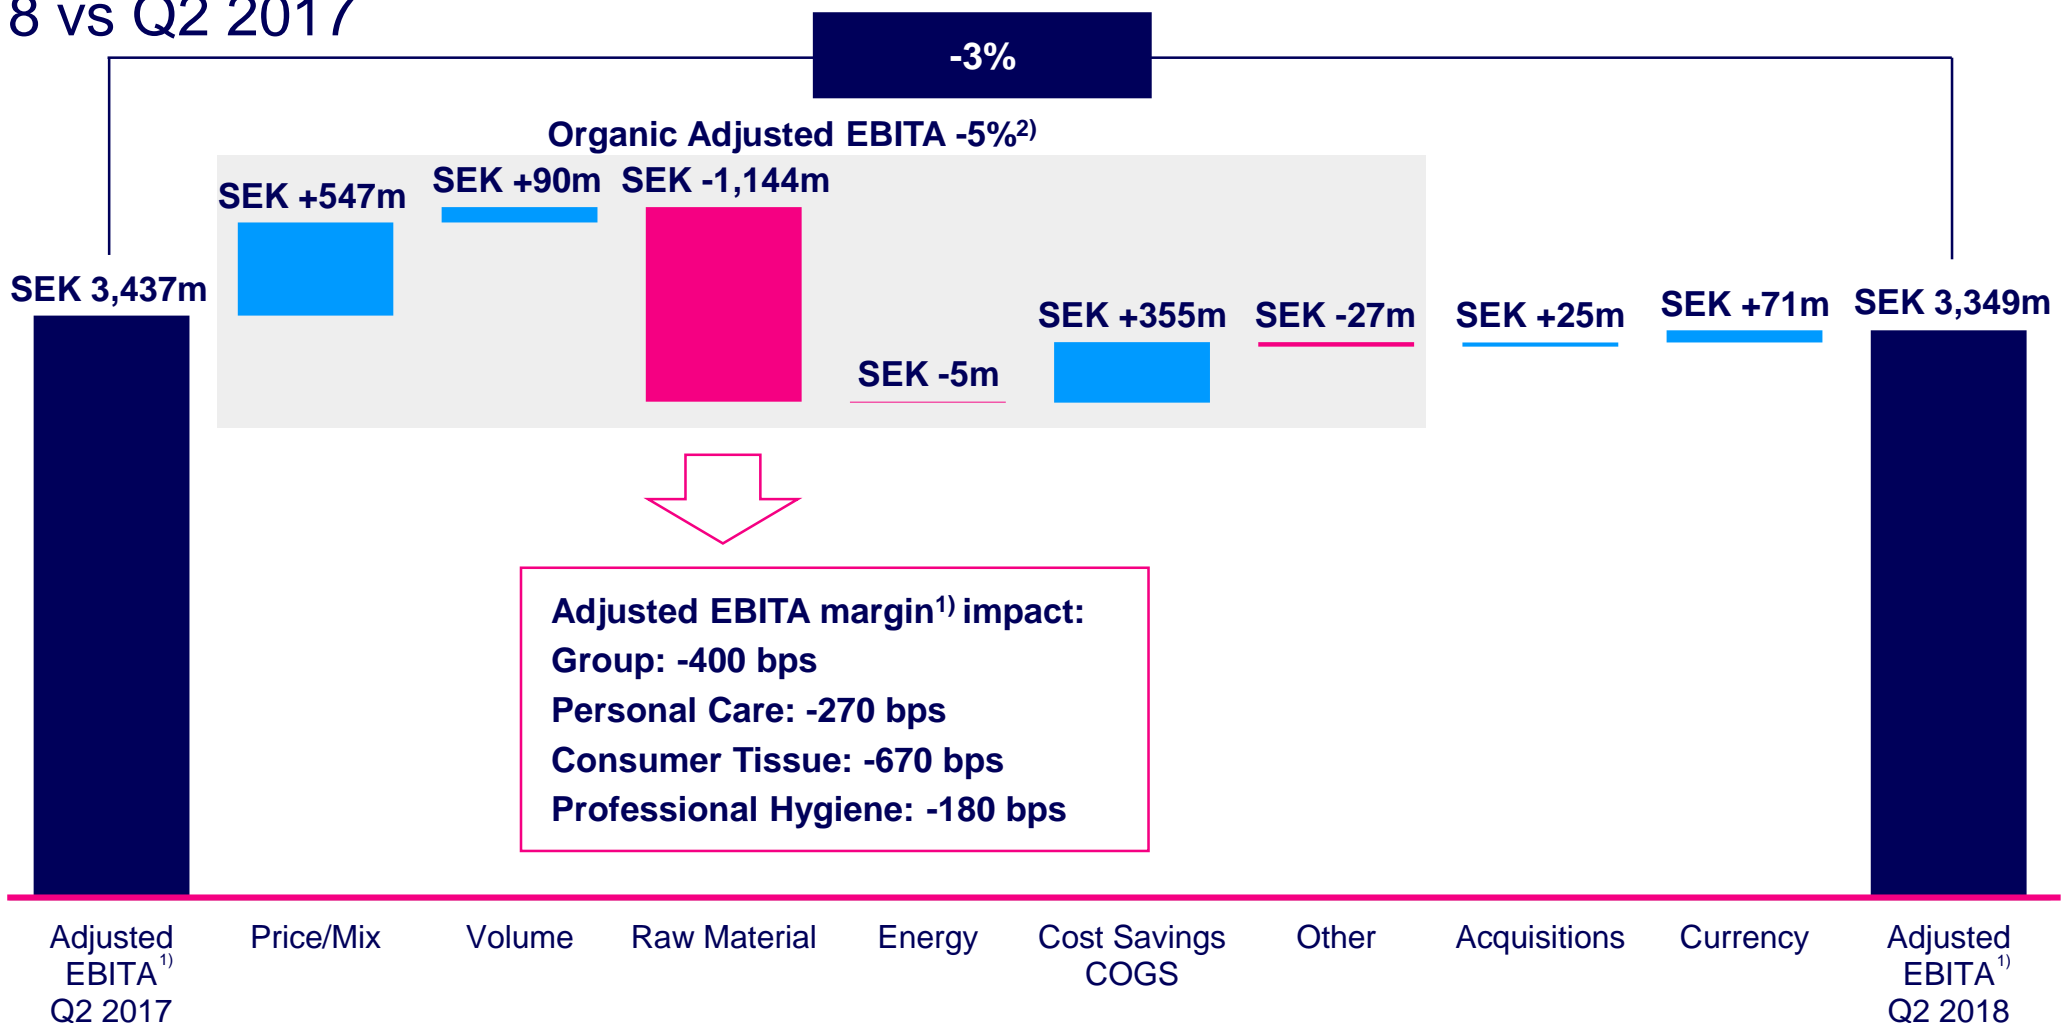 8 vs Q2 2017
-3%
Organic Adjusted EBITA -5%2)
SEK +547m
SEK +90m
SEK -1,144m
SEK 3,437m
SEK -5m
SEK +355m
SEK -27m
SEK +25m
SEK +71m
SEK 3,349m
Adjusted EBITA margin1) impact:
Group: -400 bps
Personal Care: -270 bps
Consumer Tissue: -670 bps
Professional Hygiene: -180 bps
Adjusted
EBITA1)
Q2 2017
Price/Mix
Volume
Raw Material
Energy
Cost Savings
COGS
Other
Acquisitions
Currency
Adjusted
EBITA1)
Q2 2018